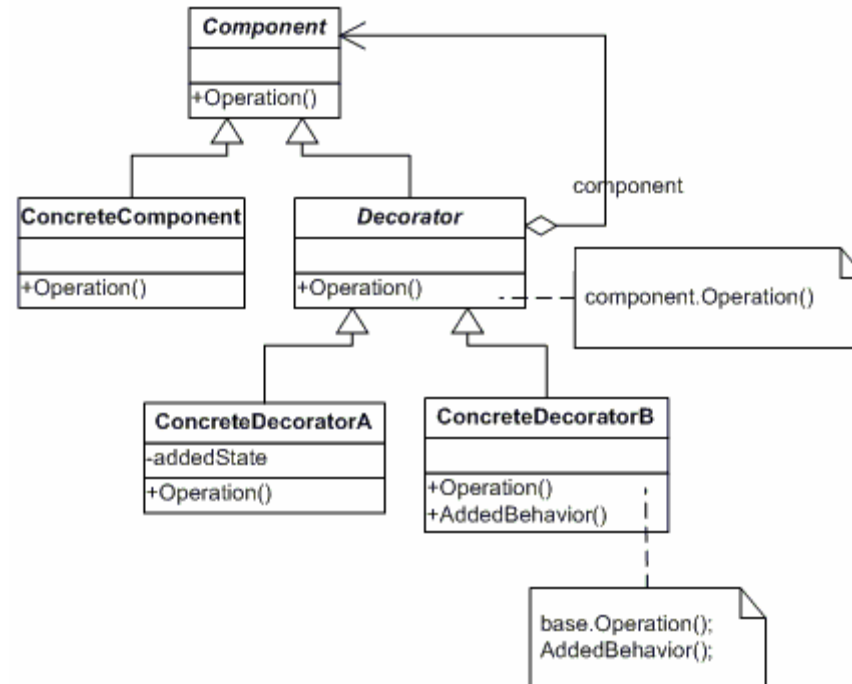 Component
+Operation()
component
ConcreteComponent
+Operation()
Decorator
+Operation()
component.Operation()
ConcreteDecoratorA
-addedState
+Operation()
ConcreteDecoratorB
+Operation()
+AddedBehavior()
base.Operation();
AddedBehavior();